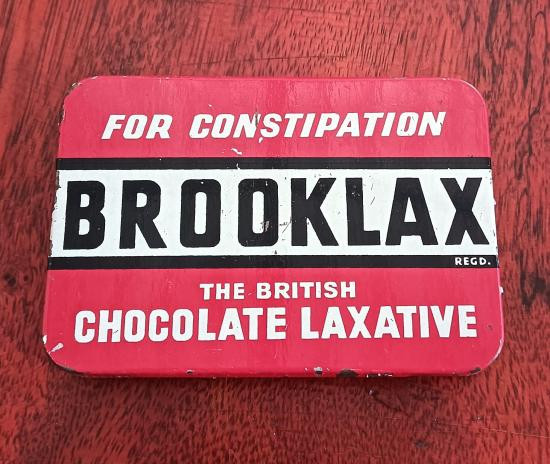 FOR CONSTIPATION
BROOKLAX
REGD.
THE BRITISH
CHOCOLATE LAXATIVE